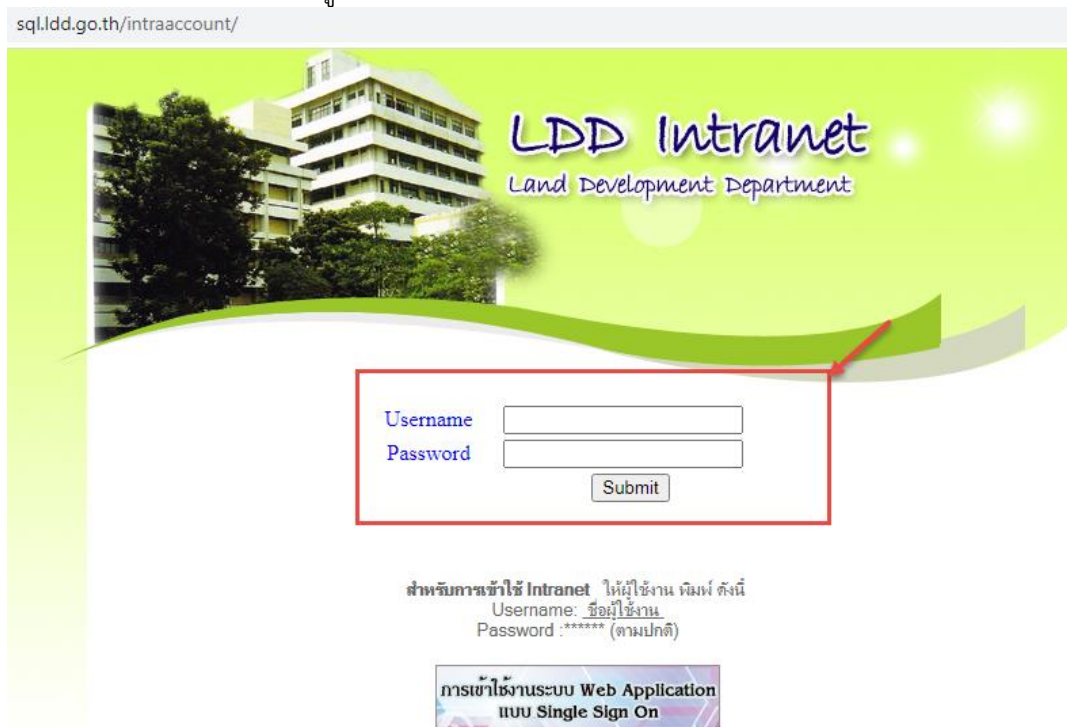 sql.ldd.go.th/intraaccount/
LDD Intranet
Land Development Department
Username
Password
Submit
สำหรับการเข้าใช้ Intranet ให้ผู้ใช้งาน พิมพ์ ดังนี้
Username: ชื่อผู้ใช้งาน
Password :****** (ตามปกติ)
การเข้าใช้งานระบบ Web Application
แบบ Single Sign On